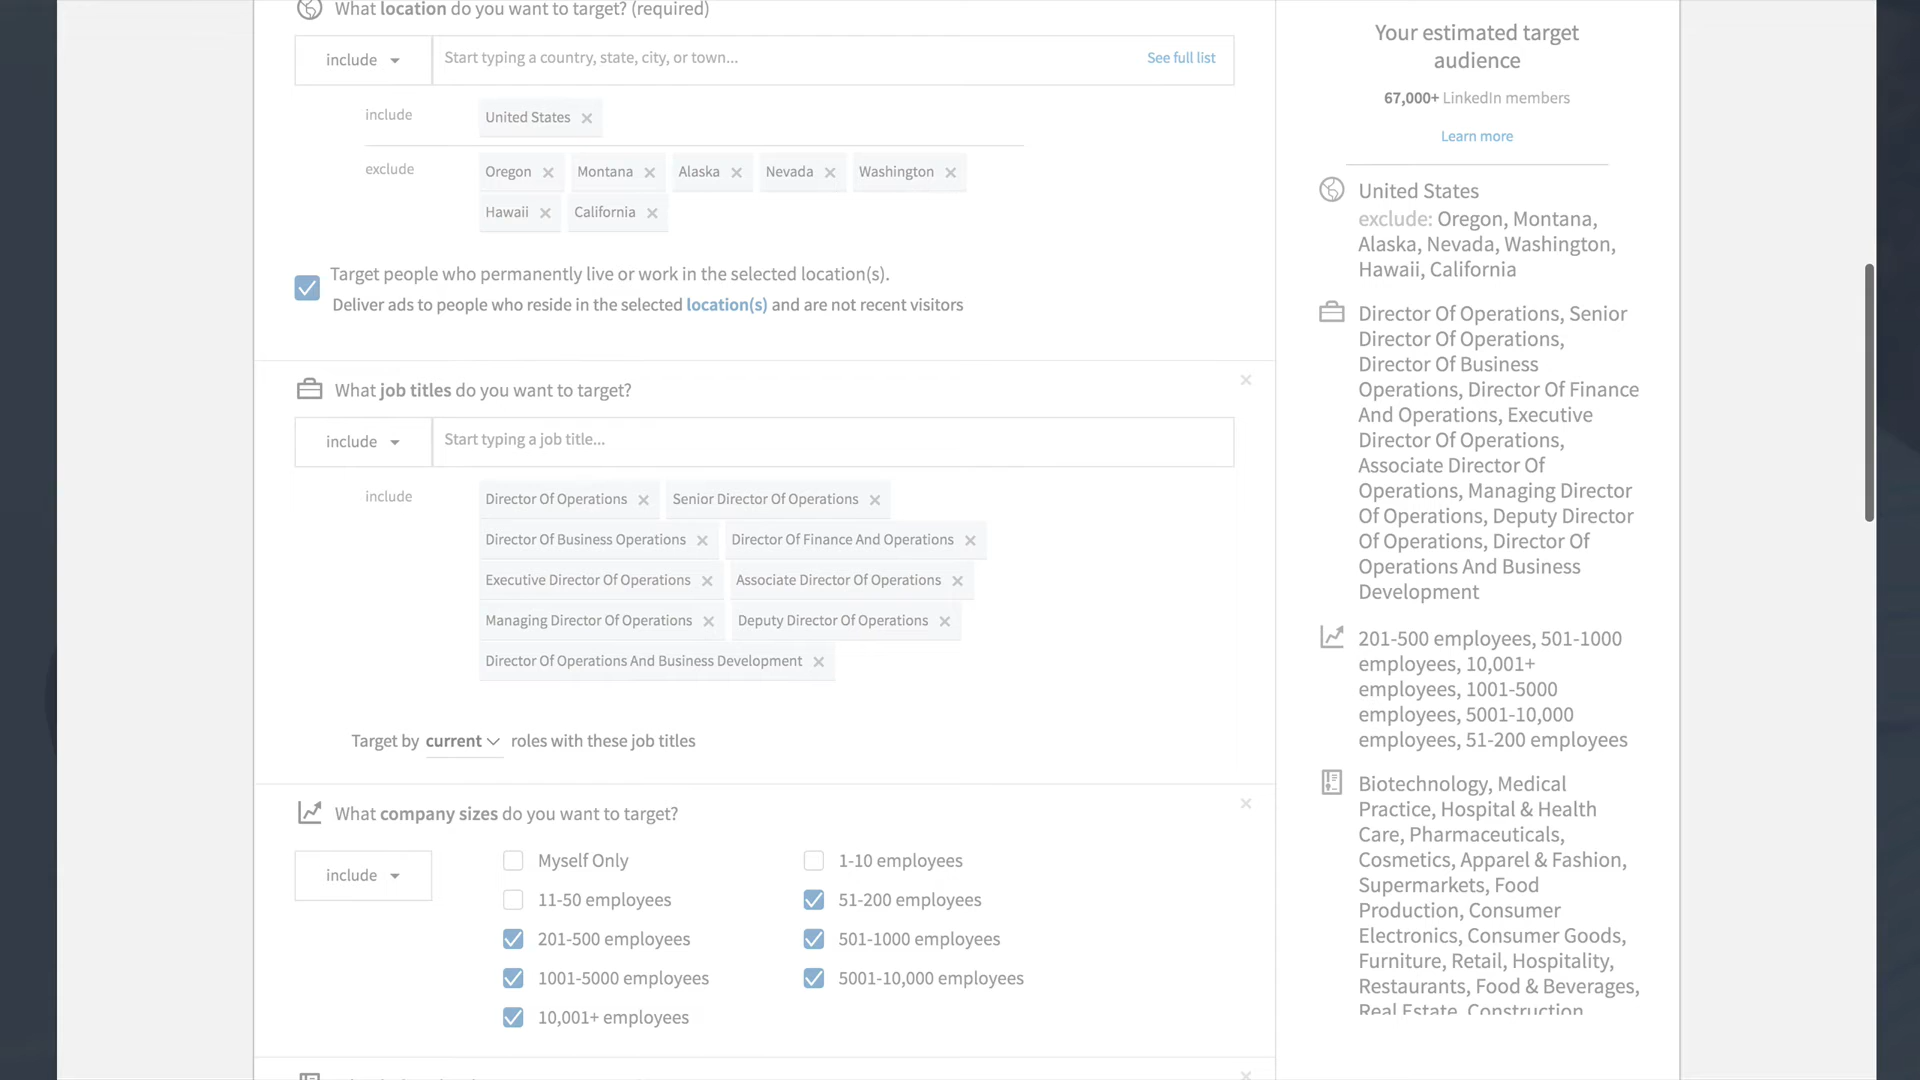 What location do you want to target? (required)
include
Start typing a country, state, city, or town...
See full list
include
United States
exclude
Oregon
Montana
Alaska
Nevada
Washington
Hawaii
California
Target people who permanently live or work in the selected location(s).
Deliver ads to people who reside in the selected location(s) and are not recent visitors
What job titles do you want to target?
include
Start typing a job title...
include
Director Of Operations
Senior Director Of Operations
Director Of Business Operations
Director Of Finance And Operations
Executive Director Of Operations
Associate Director Of Operations
Managing Director Of Operations
Deputy Director Of Operations
Director Of Operations And Business Development
Target by current roles with these job titles
What company sizes do you want to target?
include
Myself Only
1-10 employees
11-50 employees
51-200 employees
201-500 employees
501-1000 employees
1001-5000 employees
5001-10,000 employees
10,001+ employees
Your estimated target
audience
67,000+ LinkedIn members
Learn more
United States
exclude: Oregon, Montana,
Alaska, Nevada, Washington,
Hawaii, California
Director Of Operations, Senior
Director Of Operations,
Director Of Business
Operations, Director Of Finance
And Operations, Executive
Director Of Operations,
Associate Director Of
Operations, Managing Director
Of Operations, Deputy Director
Of Operations, Director Of
Operations And Business
Development
201-500 employees, 501-1000
employees, 10,001+
employees, 1001-5000
employees, 5001-10,000
employees, 51-200 employees
Biotechnology, Medical
Practice, Hospital & Health
Care, Pharmaceuticals,
Cosmetics, Apparel & Fashion,
Supermarkets, Food
Production, Consumer
Electronics, Consumer Goods,
Furniture, Retail, Hospitality,
Restaurants, Food & Beverages,
Real Estate, Construction